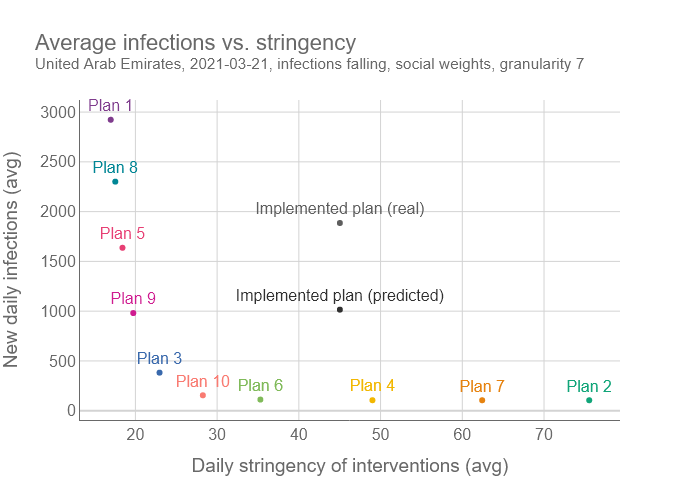 Average infections vs. stringency
United Arab Emirates, 2021-03-21, infections falling, social weights, granularity 7
New daily infections (avg)
3000
2500
2000
1500
1000
500
0
Plan 1
Plan 8
Implemented plan (real)
Plan 5
Implemented plan (predicted)
Plan 9
Plan 3
Plan 10
Plan 6
Plan 4
Plan 7
Plan 2
20
30
40
50
60
70
Daily stringency of interventions (avg)